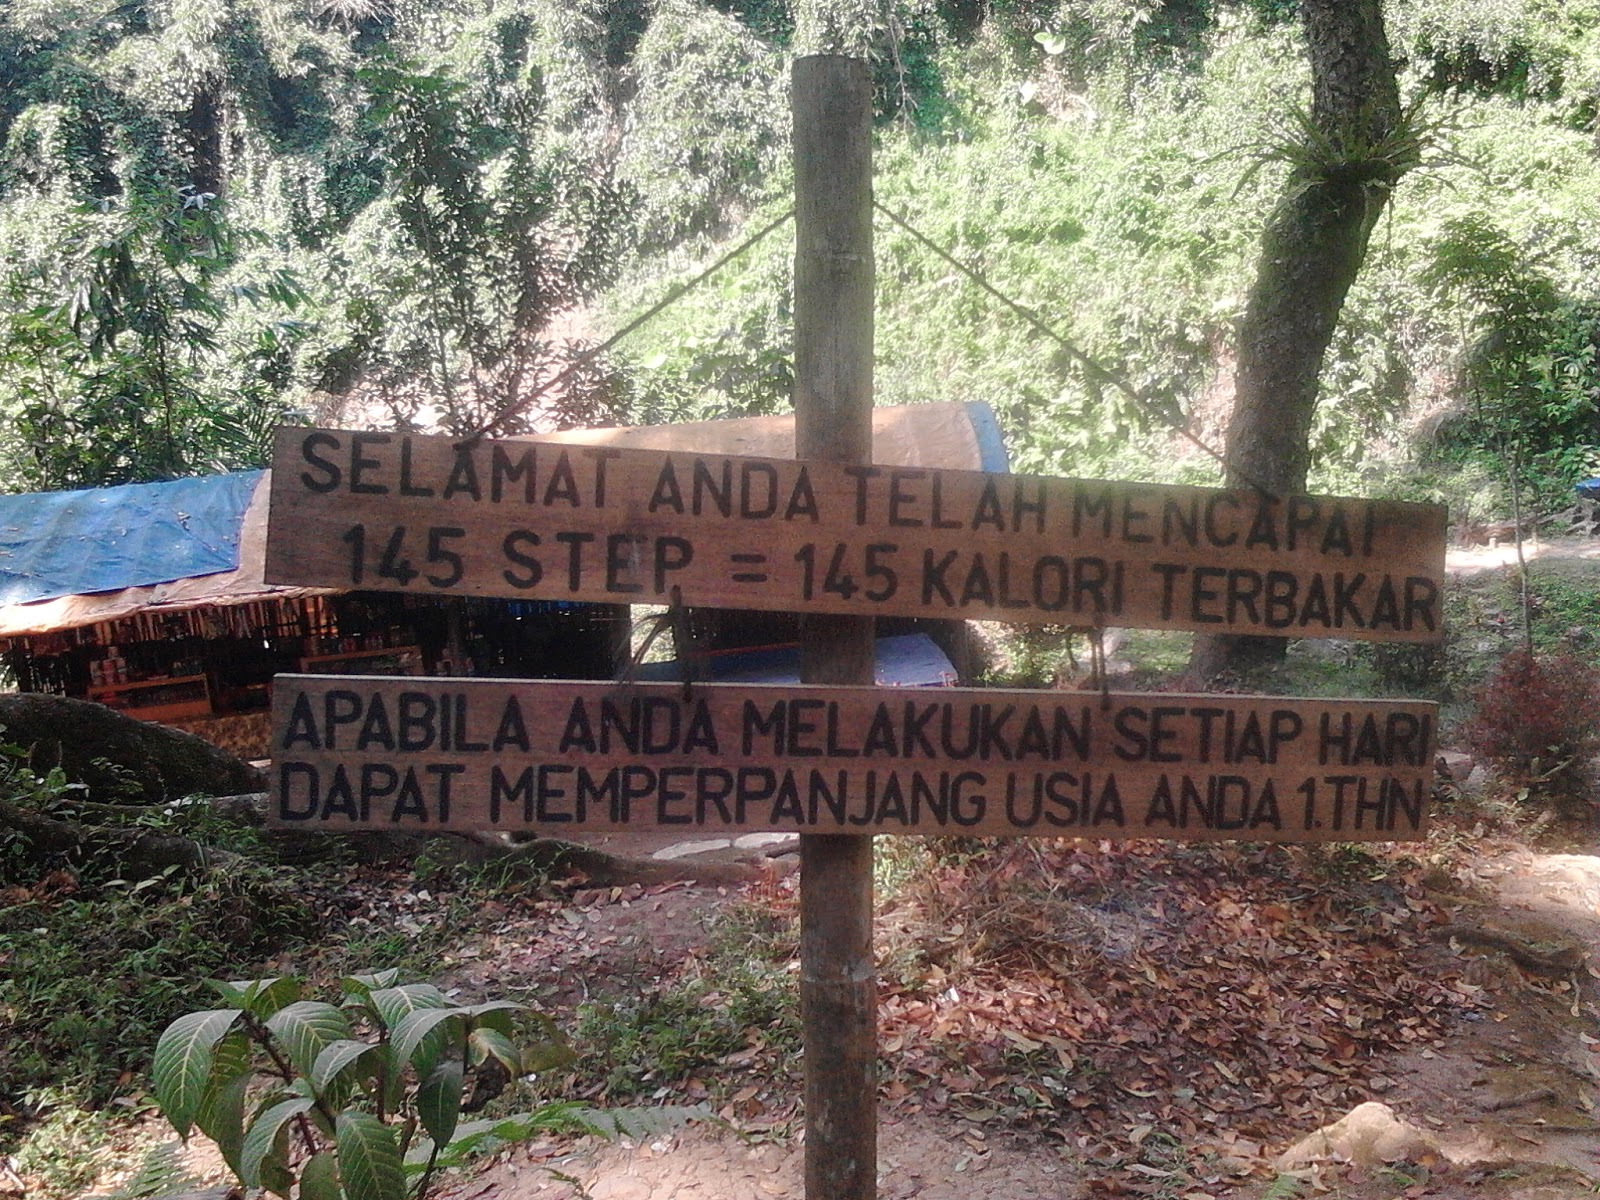 SELAMAT ANDA TELAH MENCAPAI
145 STEP = 145 KALORI TERBAKAR
APABILA ANDA MELAKUKAN SETIAP HARI
DAPAT MEMPERPANJANG USIA ANDA 1.THN